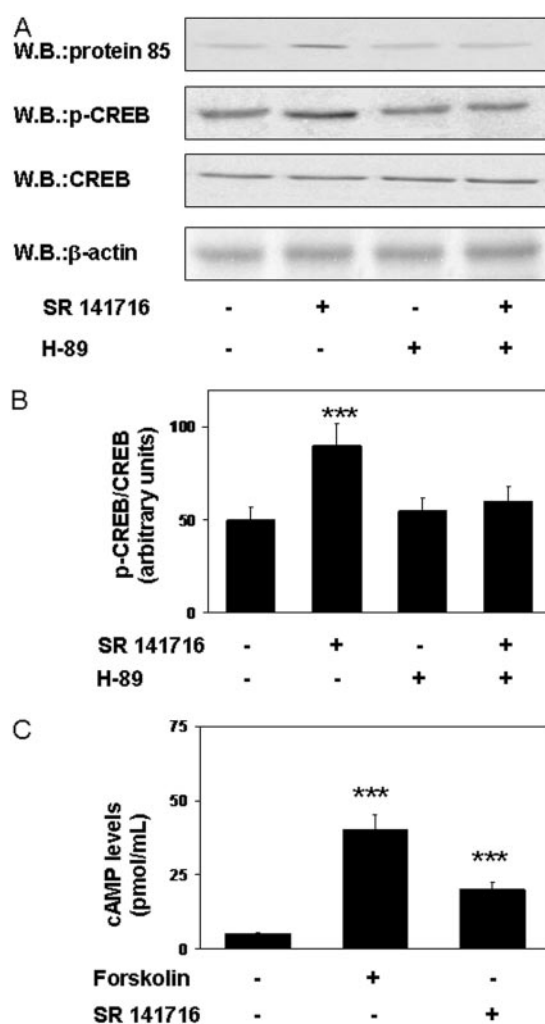 A
W.B.:protein 85
W.B.:p-CREB
W.B.:CREB
W.B.:β-actin
SR 141716 - + - +
H-89 - - + +
B
p-CREB/CREB
(arbitrary units)
100
50
0
***
SR 141716 - + - +
H-89 - - + +
C
cAMP levels
(pmol/mL)
75
50
25
0
***
***
Forskolin - + -
SR 141716 - - +